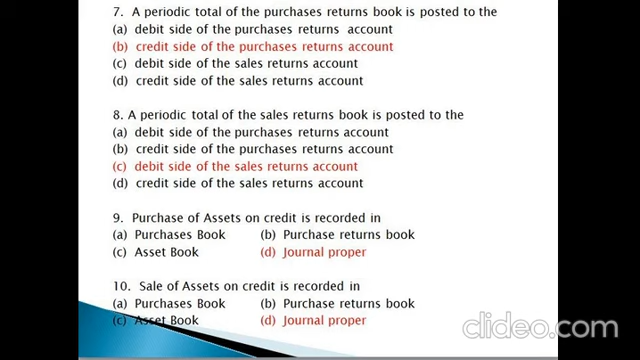 7. A periodic total of the purchases returns book is posted to the
(a) debit side of the purchases returns account
(b) credit side of the purchases returns account
(c) debit side of the sales returns account
(d) credit side of the sales returns account
8. A periodic total of the sales returns book is posted to the
(a) debit side of the purchases returns account
(b) credit side of the purchases returns account
(c) debit side of the sales returns account
(d) credit side of the sales returns account
9. Purchase of Assets on credit is recorded in
(a) Purchases Book (b) Purchase returns book
(c) Asset Book (d) Journal proper
10. Sale of Assets on credit is recorded in
(a) Purchases Book (b) Purchase returns book
(c) Asset Book (d) Journal proper
clideo.com